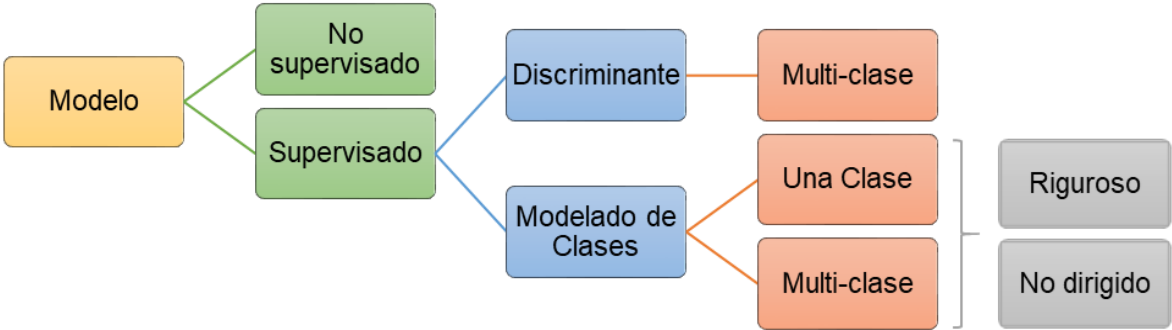 Modelo
No
supervisado
Supervisado
Discriminante
Modelado de
Clases
Multi-clase
Una Clase
Multi-clase
Riguroso
No dirigido